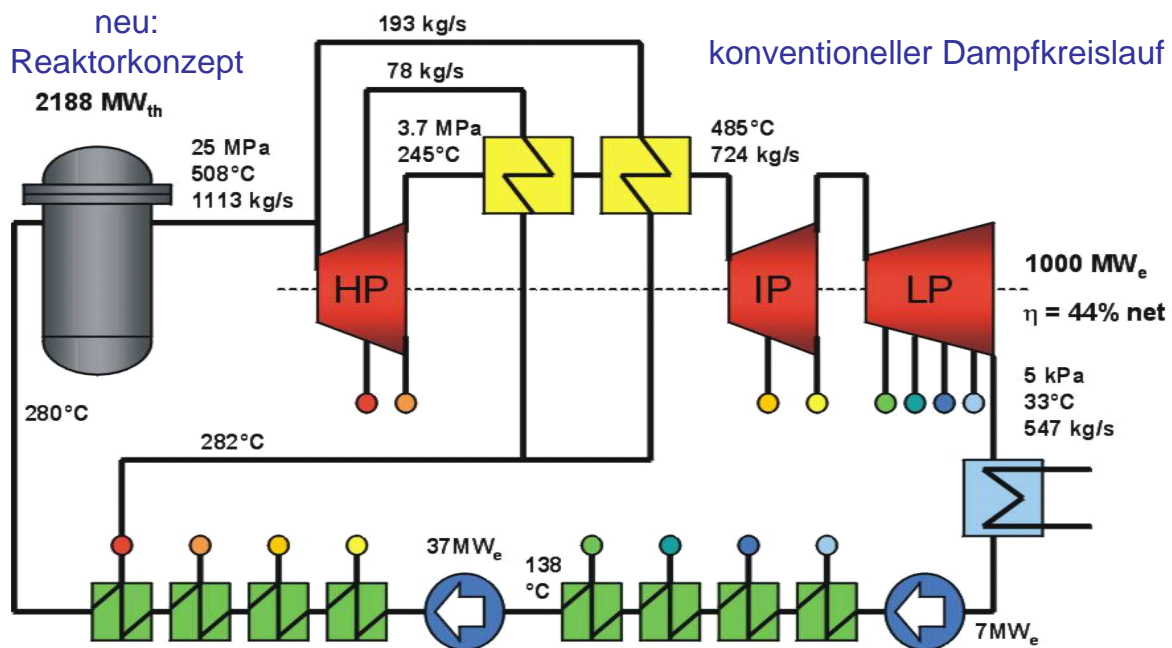 neu:
Reaktorkonzept
konventioneller Dampfkreislauf
2188 MWth
193 kg/s
78 kg/s
25 MPa
508°C
1113 kg/s
3.7 MPa
245°C
485°C
724 kg/s
HP
IP
LP
1000 MWe
η = 44% net
5 kPa
33°C
547 kg/s
280°C
282°C
37MWe
138
°C
7MWe